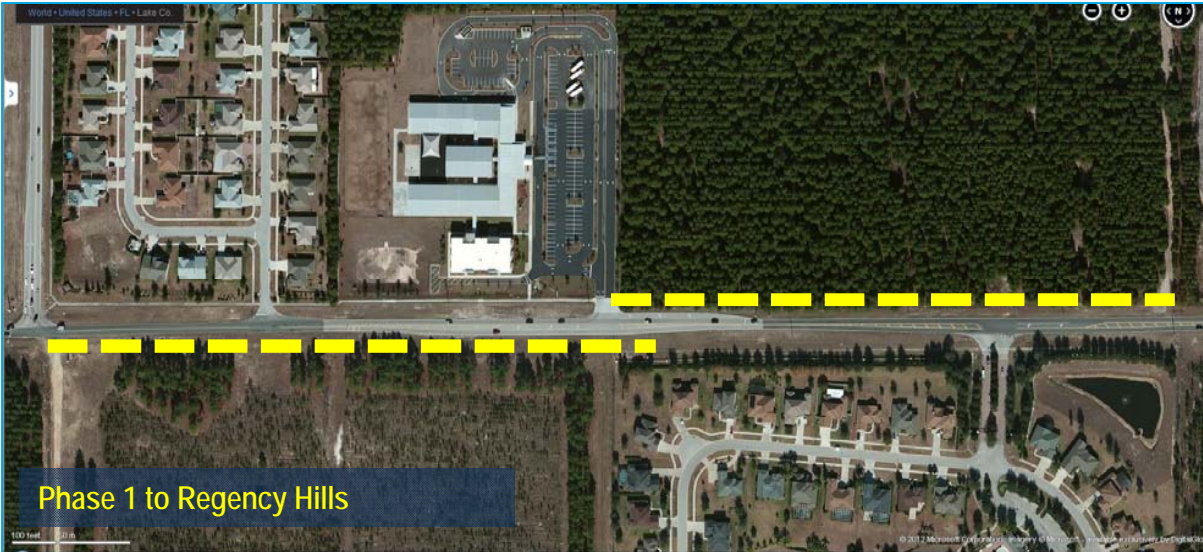 World • United States • FL • Lake Co.
N
Phase 1 to Regency Hills
100 feet
© 2012 Microsoft Corporation